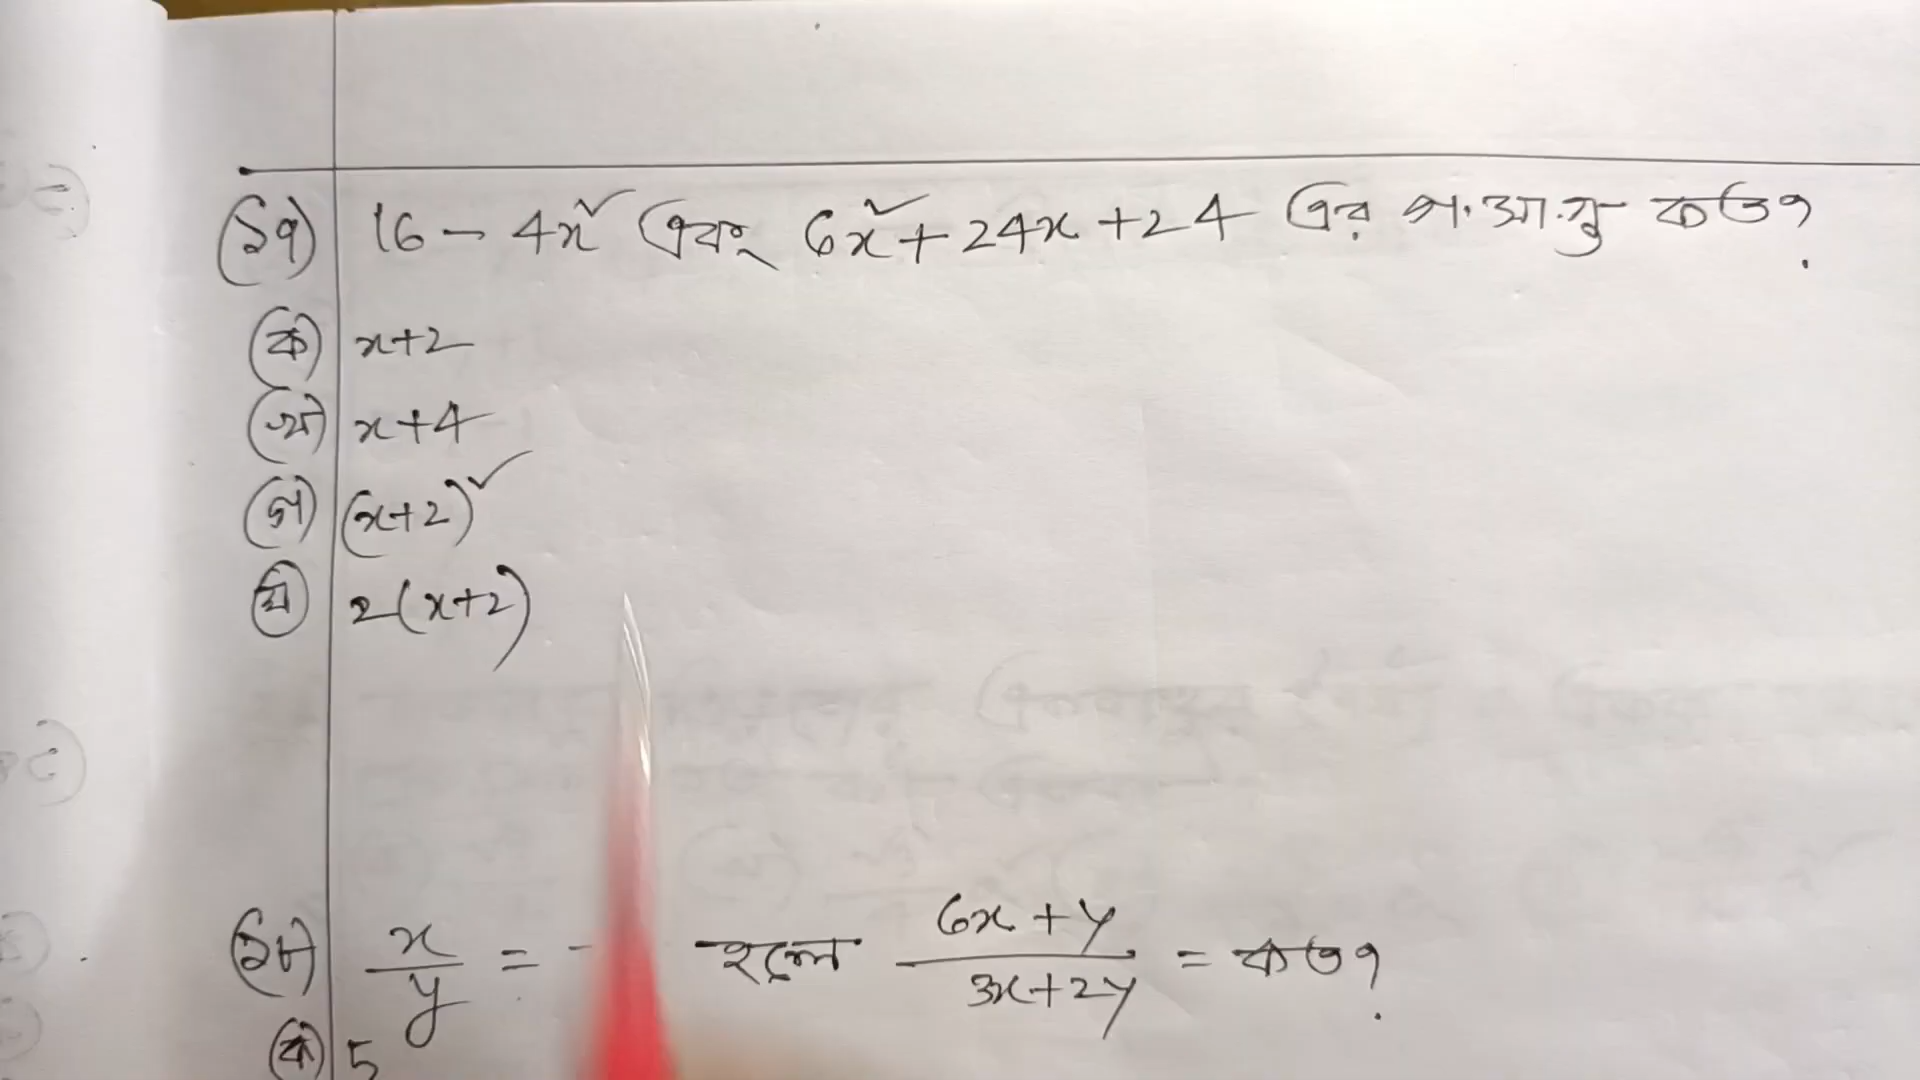 ১৭) 16 - 4x² এবং 6x² + 24x + 24 এর গ.সা.গু কত?
ক) x+2
খ) x+4
গ) (x+2)²
ঘ) 2(x+2)
১৮) x/y = হলে (6x+y)/(3x+2y) = কত?
ক) 5